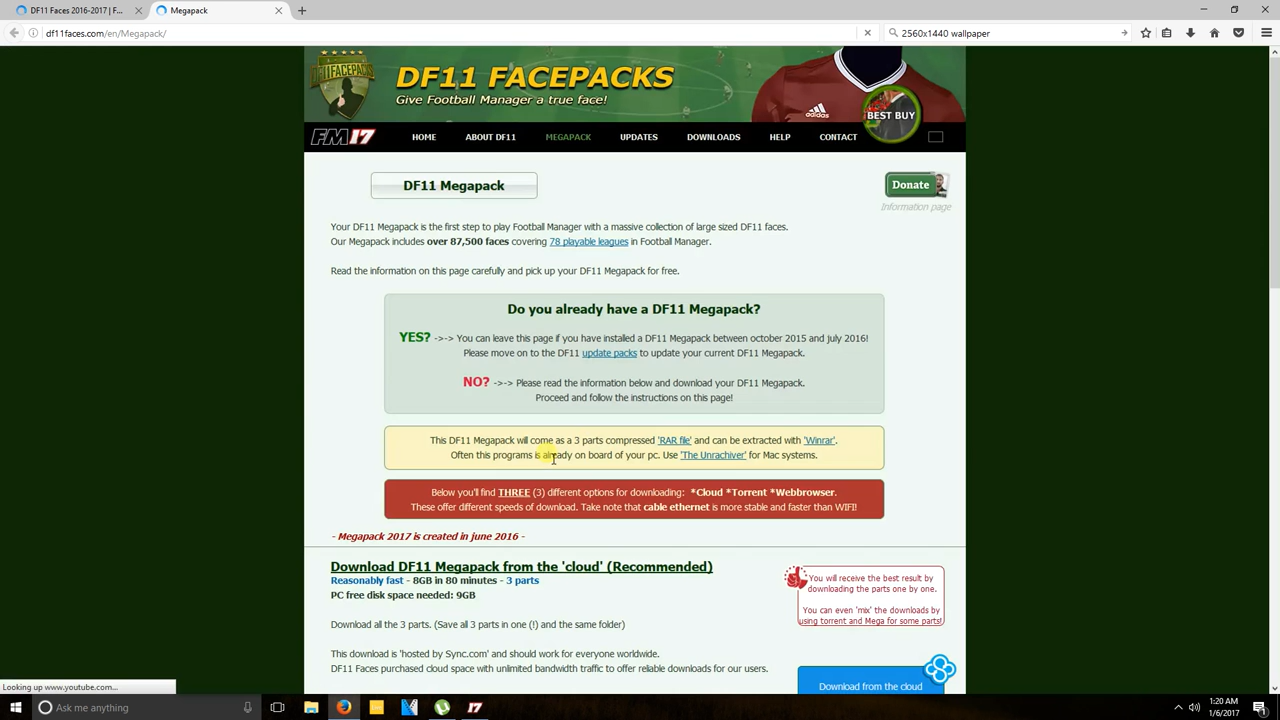 DF11 Faces 2016-2017 | F...
Megapack
df11faces.com/en/Megapack/
2560x1440 wallpaper
DF11 FACEPACKS
Give Football Manager a true face!
adidas
BEST BUY
FM17
HOME
ABOUT DF11
MEGAPACK
UPDATES
DOWNLOADS
HELP
CONTACT
DF11 Megapack
Donate
Information page
Your DF11 Megapack is the first step to play Football Manager with a massive collection of large sized DF11 faces.
Our Megapack includes over 87,500 faces covering 78 playable leagues in Football Manager.
Read the information on this page carefully and pick up your DF11 Megapack for free.
Do you already have a DF11 Megapack?
YES? ->-> You can leave this page if you have installed a DF11 Megapack between october 2015 and july 2016!
Please move on to the DF11 update packs to update your current DF11 Megapack.
NO? ->-> Please read the information below and download your DF11 Megapack.
Proceed and follow the instructions on this page!
This DF11 Megapack will come as a 3 parts compressed 'RAR file' and can be extracted with 'Winrar'.
Often this programs is already on board of your pc. Use 'The Unrachiver' for Mac systems.
Below you'll find THREE (3) different options for downloading: *Cloud *Torrent *Webbrowser.
These offer different speeds of download. Take note that cable ethernet is more stable and faster than WIFI!
- Megapack 2017 is created in june 2016 -
Download DF11 Megapack from the 'cloud' (Recommended)
Reasonably fast - 8GB in 80 minutes - 3 parts
PC free disk space needed: 9GB
You will receive the best result by
downloading the parts one by one.
You can even 'mix' the downloads by
using torrent and Mega for some parts!
Download all the 3 parts. (Save all 3 parts in one (!) and the same folder)
This download is 'hosted by Sync.com' and should work for everyone worldwide.
DF11 Faces purchased cloud space with unlimited bandwidth traffic to offer reliable downloads for our users.
Download from the cloud
Looking up www.youtube.com...
Ask me anything
17
1:20 AM
1/6/2017